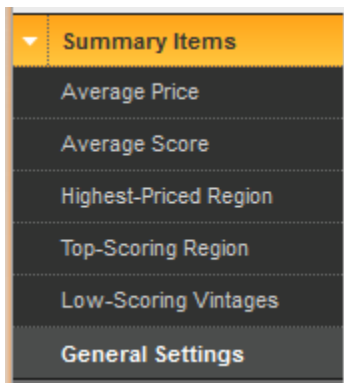 Summary Items
Average Price
Average Score
Highest-Priced Region
Top-Scoring Region
Low-Scoring Vintages
General Settings